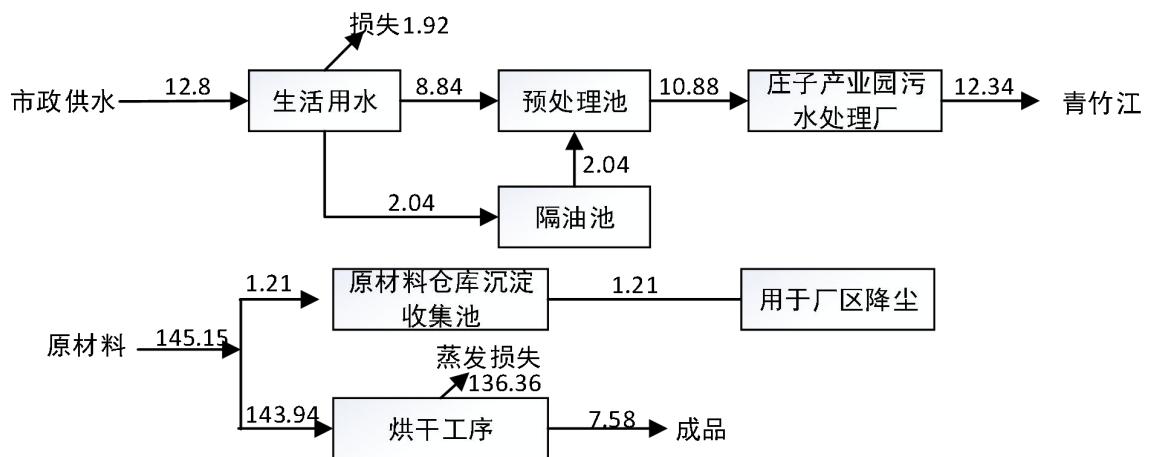 损失1.92
市政供水
12.8
生活用水
8.84
预处理池
10.88
庄子产业园污
水处理厂
12.34
青竹江
2.04
2.04
隔油池
原材料
145.15
1.21
原材料仓库沉淀
收集池
1.21
用于厂区降尘
蒸发损失
136.36
143.94
烘干工序
7.58
成品